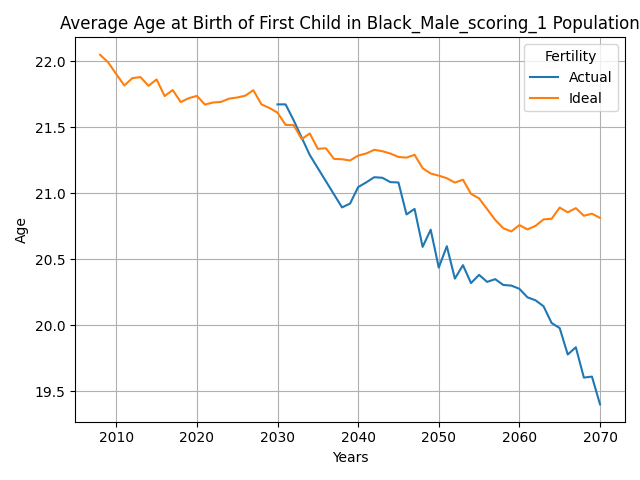 Average Age at Birth of First Child in Black_Male_scoring_1 Population
Fertility
Actual
Ideal
22.0
21.5
21.0
20.5
20.0
19.5
Age
2010 2020 2030 2040 2050 2060 2070
Years